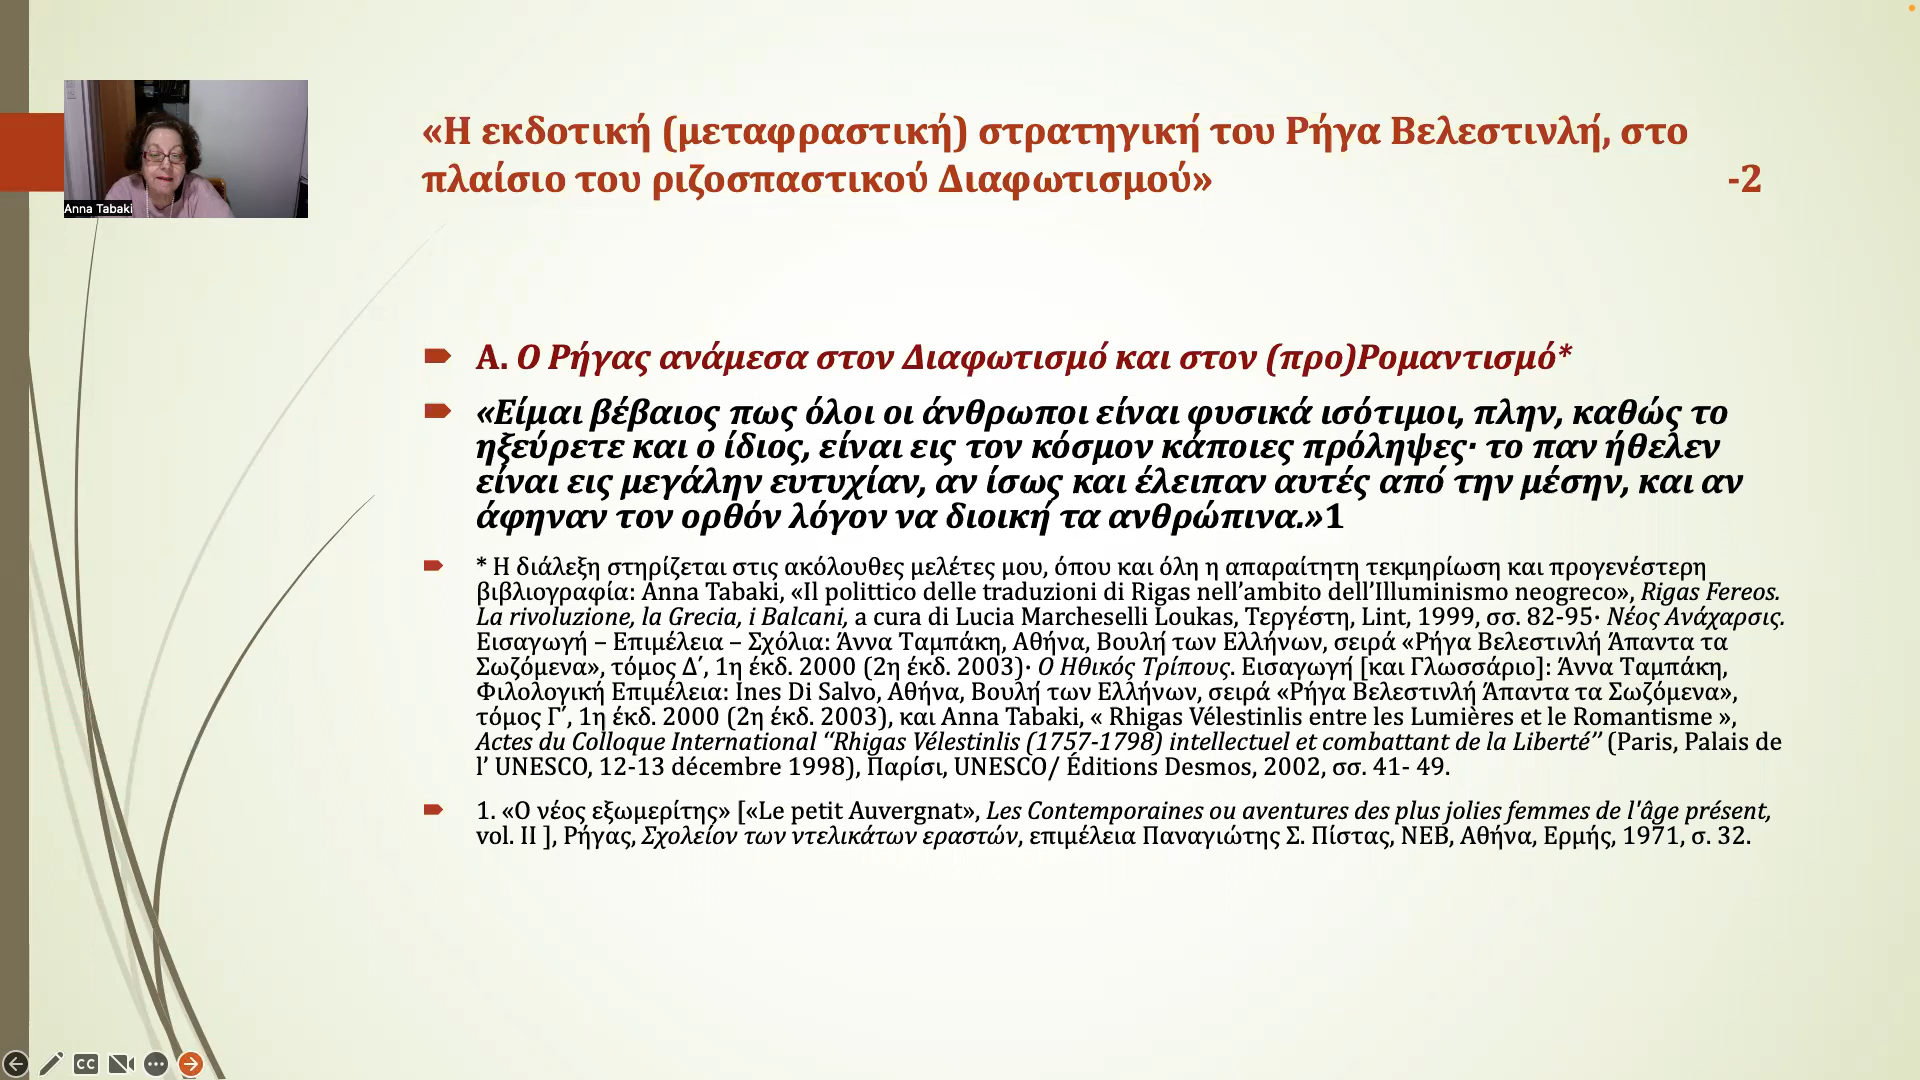 «Η εκδοτική (μεταφραστική) στρατηγική του Ρήγα Βελεστινλή, στο
πλαίσιο του ριζοσπαστικού Διαφωτισμού» -2
Anna Tabaki
Α. Ο Ρήγας ανάμεσα στον Διαφωτισμό και στον (προ)Ρομαντισμό*
«Είμαι βέβαιος πως όλοι οι άνθρωποι είναι φυσικά ισότιμοι, πλην, καθώς το
ηξεύρετε και ο ίδιος, είναι εις τον κόσμον κάποιες πρόληψες· το παν ήθελεν
είναι εις μεγάλην ευτυχίαν, αν ίσως και έλειπαν αυτές από την μέσην, και αν
άφηναν τον ορθόν λόγον να διοική τα ανθρώπινα.»1
* Η διάλεξη στηρίζεται στις ακόλουθες μελέτες μου, όπου και όλη η απαραίτητη τεκμηρίωση και προγενέστερη
βιβλιογραφία: Anna Tabaki, «Il polittico delle traduzioni di Rigas nell’ambito dell’Illuminismo neogreco», Rigas Fereos.
La rivoluzione, la Grecia, i Balcani, a cura di Lucia Marcheselli Loukas, Τεργέστη, Lint, 1999, σσ. 82-95· Νέος Ανάχαρσις.
Εισαγωγή – Επιμέλεια – Σχόλια: Άννα Ταμπάκη, Αθήνα, Βουλή των Ελλήνων, σειρά «Ρήγα Βελεστινλή Άπαντα τα
Σωζόμενα», τόμος Δ΄, 1η έκδ. 2000 (2η έκδ. 2003)· Ο Ηθικός Τρίπους. Εισαγωγή [και Γλωσσάριο]: Άννα Ταμπάκη,
Φιλολογική Επιμέλεια: Ines Di Salvo, Αθήνα, Βουλή των Ελλήνων, σειρά «Ρήγα Βελεστινλή Άπαντα τα Σωζόμενα»,
τόμος Γ΄, 1η έκδ. 2000 (2η έκδ. 2003), και Anna Tabaki, « Rhigas Vélestinlis entre les Lumières et le Romantisme »,
Actes du Colloque International ‘‘Rhigas Vélestinlis (1757-1798) intellectuel et combattant de la Liberté’’ (Paris, Palais de
l’ UNESCO, 12-13 décembre 1998), Παρίσι, UNESCO/ Éditions Desmos, 2002, σσ. 41- 49.
1. «Ο νέος εξωμερίτης» [«Le petit Auvergnat», Les Contemporaines ou aventures des plus jolies femmes de l'âge présent,
vol. II ], Ρήγας, Σχολείον των ντελικάτων εραστών, επιμέλεια Παναγιώτης Σ. Πίστας, ΝΕΒ, Αθήνα, Ερμής, 1971, σ. 32.
CC